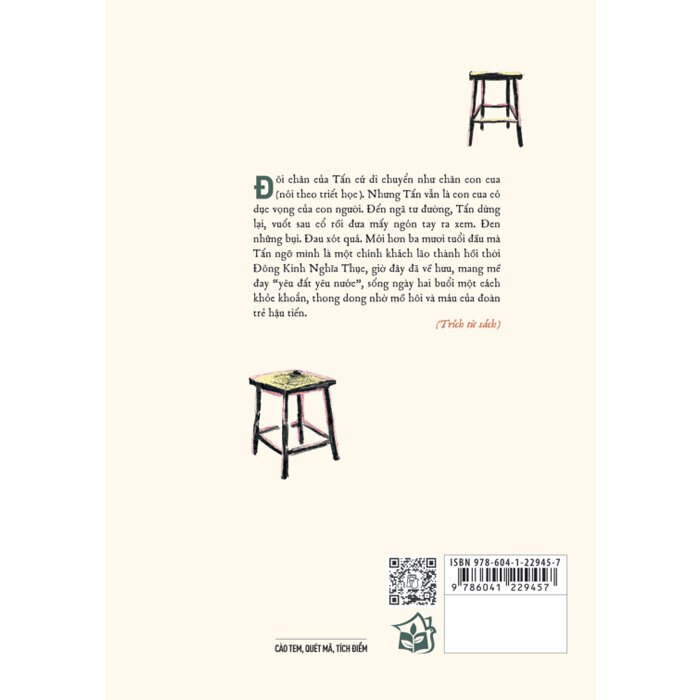 Đôi chân của Tấn cứ di chuyển như chân con cua
(nói theo triết học). Nhưng Tấn vẫn là con cua có
dục vọng của con người. Đến ngã tư đường, Tấn dừng
lại, vuốt sau cổ rồi đưa mấy ngón tay ra xem. Đen
những bụi. Đau xót quá. Mới hơn ba mươi tuổi đầu mà
Tấn ngỡ mình là một chính khách lão thành hồi thời
Đông Kinh Nghĩa Thục, giờ đây đã về hưu, mang mề
đay “yêu đất yêu nước”, sống ngày hai buổi một cách
khỏe khoắn, thong dong nhờ mồ hôi và máu của đoàn
trẻ hậu tiến.
(Trích từ sách)
ISBN 978-604-1-22945-7
9 786041 229457
CÀO TEM, QUÉT MÃ, TÍCH ĐIỂM